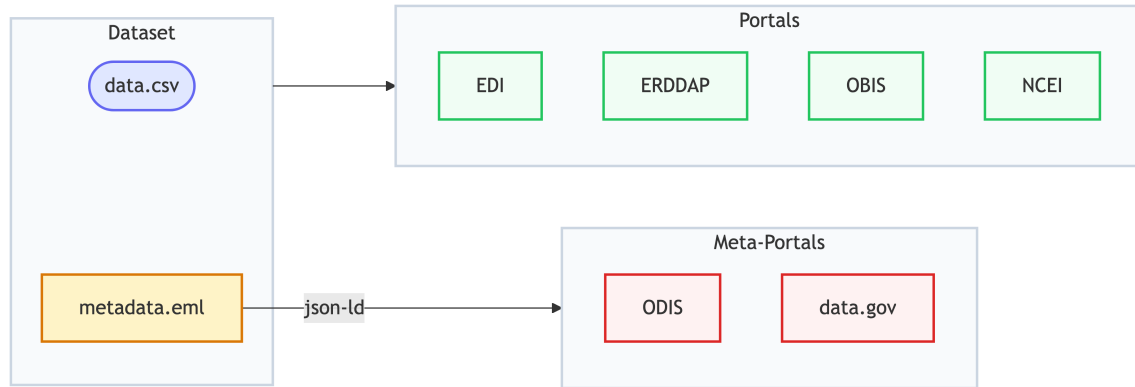 Dataset
data.csv
metadata.eml
json-ld
Portals
EDI
ERDDAP
OBIS
NCEI
Meta-Portals
ODIS
data.gov